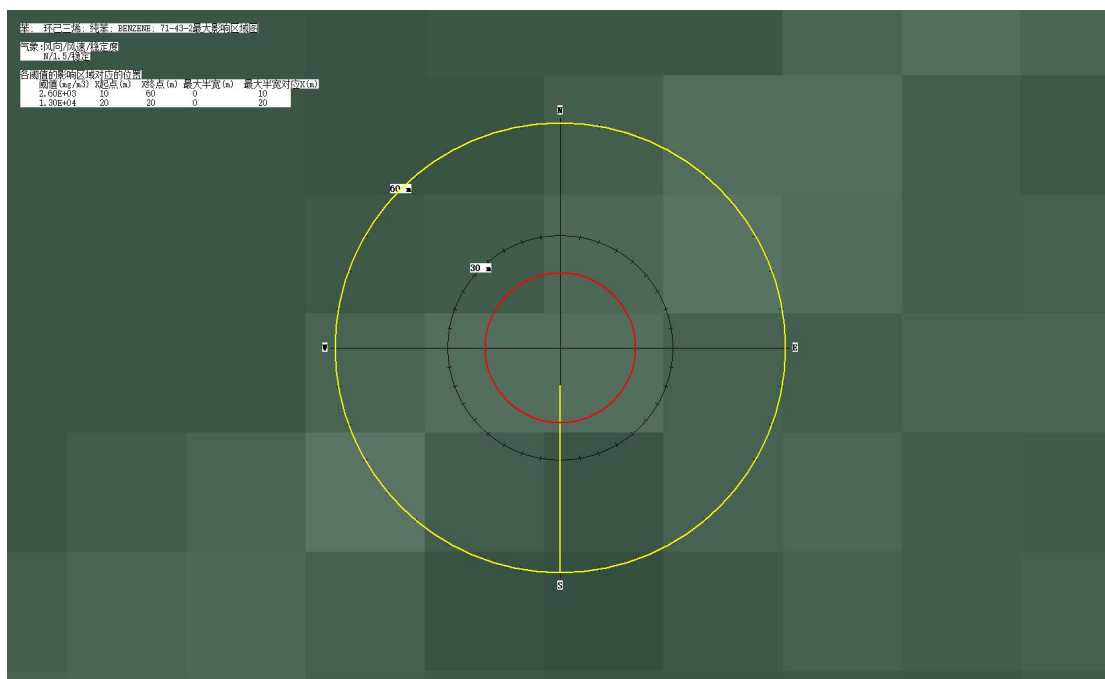 苯; 环己三烯; 纯苯; BENZENE; 71-43-2最大影响区域图
气象:风向/风速/稳定度
N/1.5/稳定
各阈值的影响区域对应的位置
阈值(mg/m3) X起点(m) X终点(m) 最大半宽(m) 最大半宽对应X(m)
2.60E+03 10 60 0 10
1.30E+04 20 20 0 20
N
60 m
30 m
W
E
S